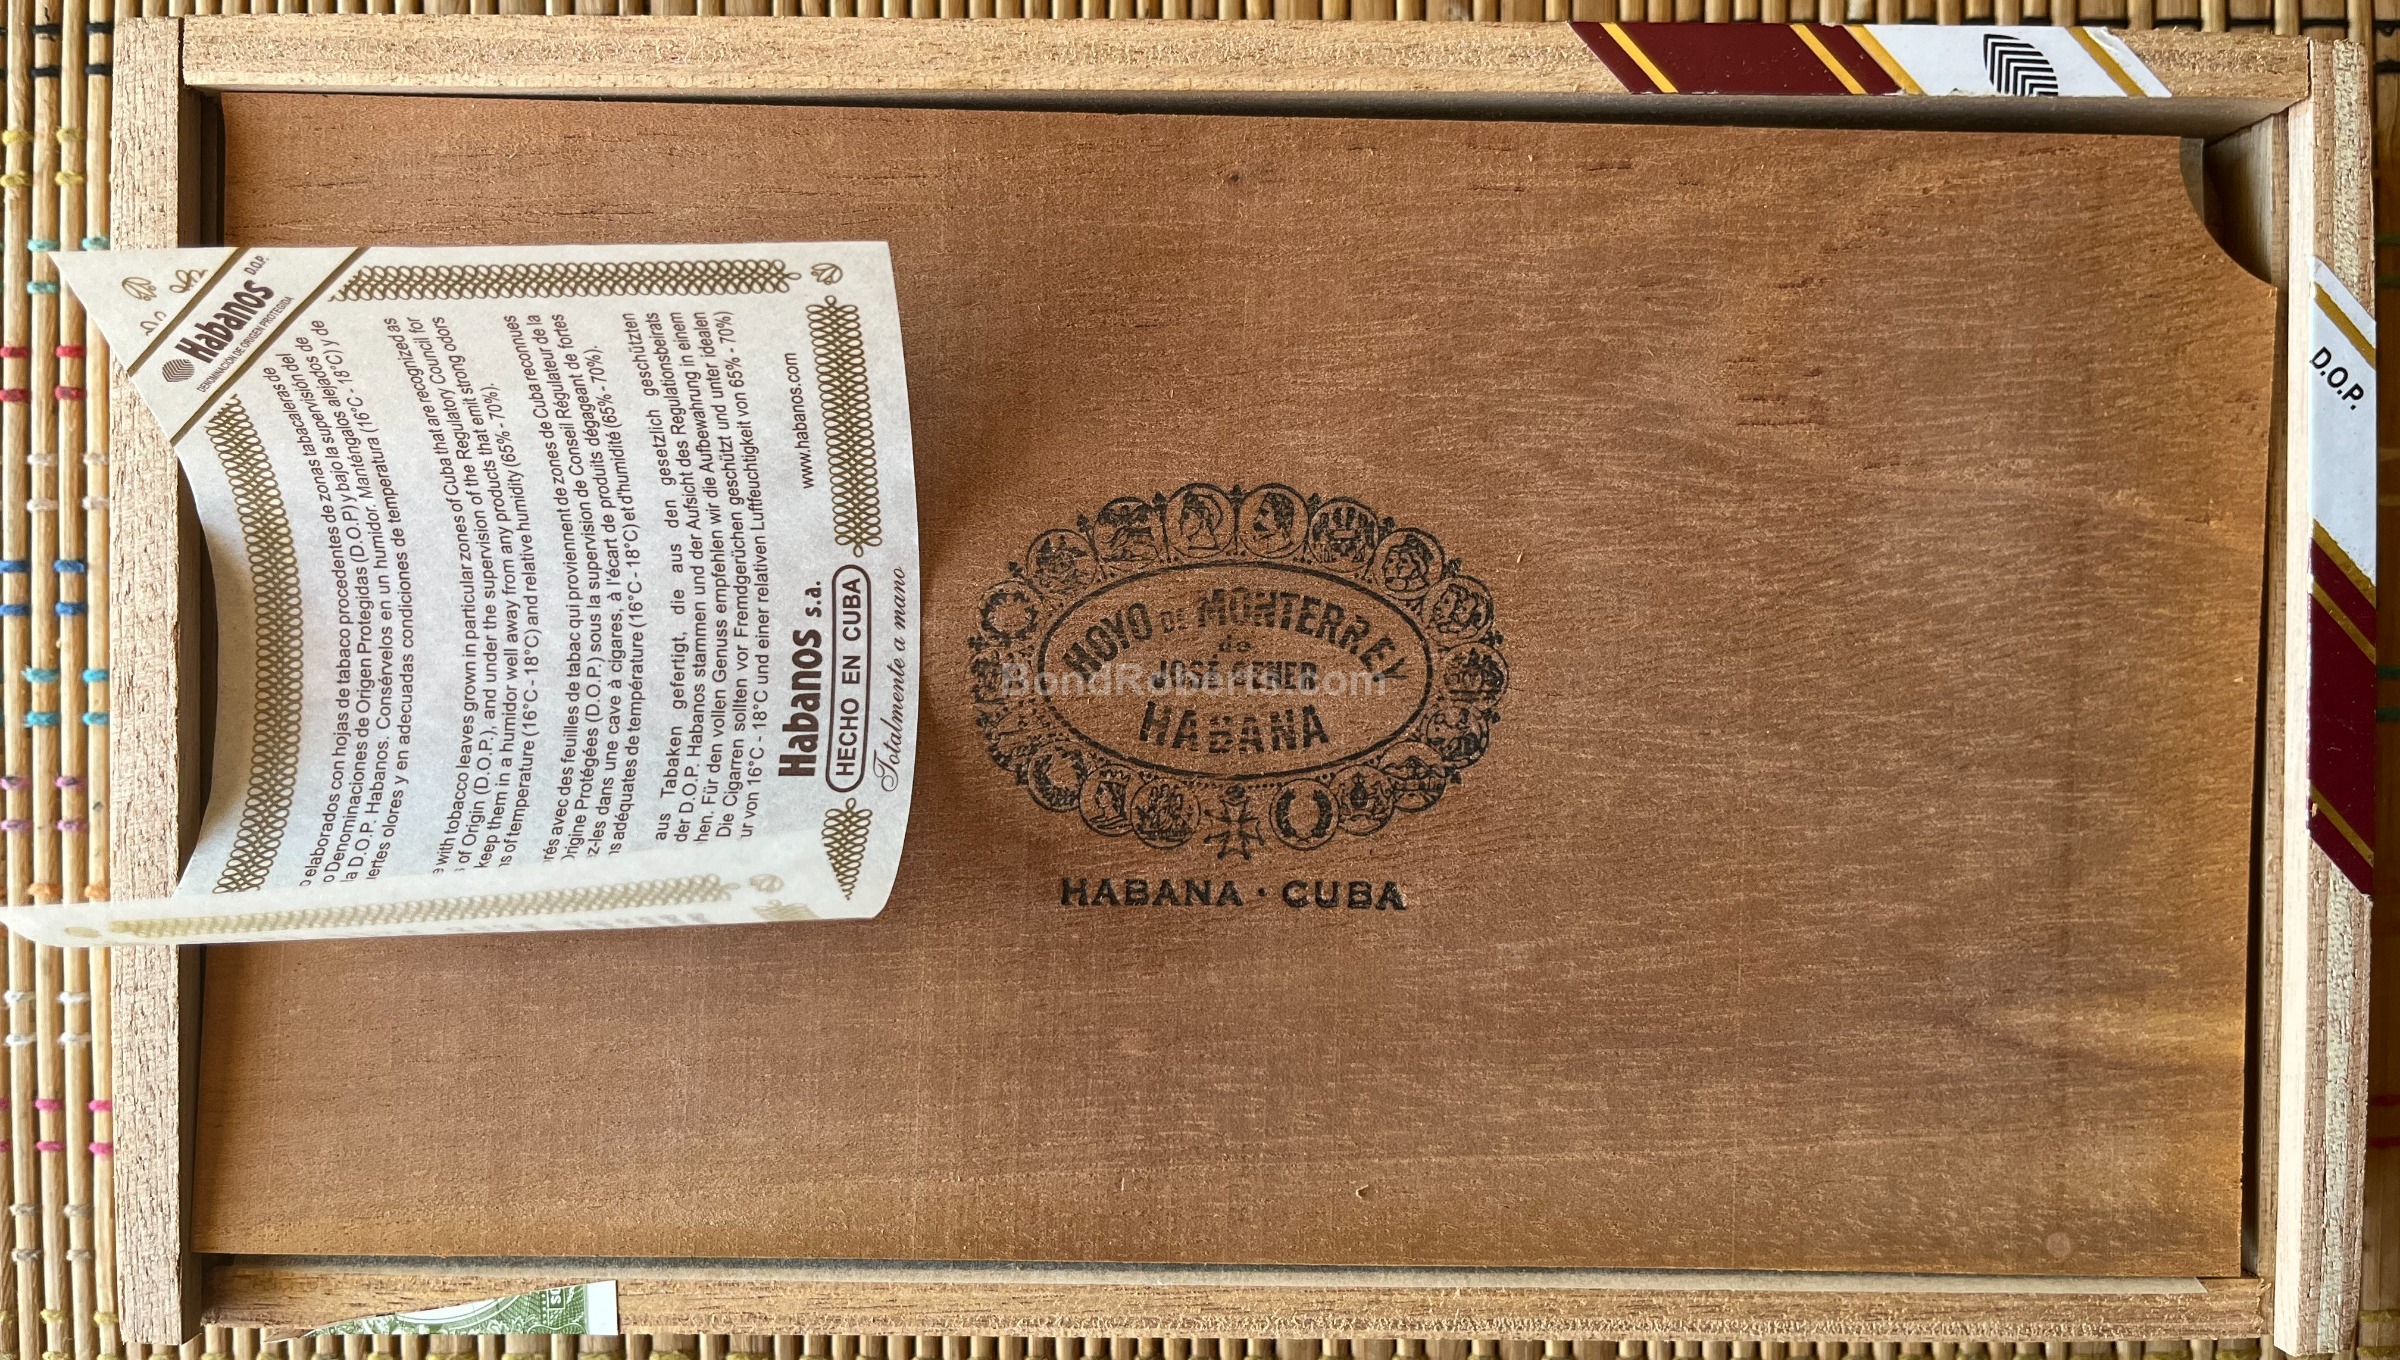 Habanos D.O.P.
DENOMINACIÓN DE ORIGEN PROTEGIDA
elaborados con hojas de tabaco procedentes de zonas tabacaleras de
Denominaciones de Origen Protegidas (D.O.P.) y bajo la supervisión del
la D.O.P. Habanos. Consérvelos en un humidor. Manténgalos alejados de
olores y en adecuadas condiciones de temperatura (16°C - 18°C) y de
with tobacco leaves grown in particular zones of Cuba that are recognized as
of Origin (D.O.P.), and under the supervision of the Regulatory Council for
keep them in a humidor well away from any products that emit strong odors
of temperature (16°C - 18°C) and relative humidity (65% - 70%).
avec des feuilles de tabac qui proviennent de zones de Cuba reconnues
Origine Protégées (D.O.P.) sous la supervision de Conseil Régulateur de la
dans une cave à cigares, à l'écart de produits dégageant de fortes
adéquates de température (16°C - 18°C) et d'humidité (65% - 70%).
aus Tabaken gefertigt, die aus den gesetzlich geschützten
der D.O.P. Habanos stammen und der Aufsicht des Regulationsbeirats
Für den vollen Genuss empfehlen wir die Aufbewahrung in einem
Die Cigarren sollten vor Fremdgerüchen geschützt und unter idealen
von 16°C - 18°C und einer relativen Luftfeuchtigkeit von 65% - 70%)
www.habanos.com
Habanos s.a.
HECHO EN CUBA
Totalmente a mano
HOYO DE MONTERREY
de
JOSÉ GENER
HABANA
HABANA · CUBA
BondRoberts.com
D.O.P.